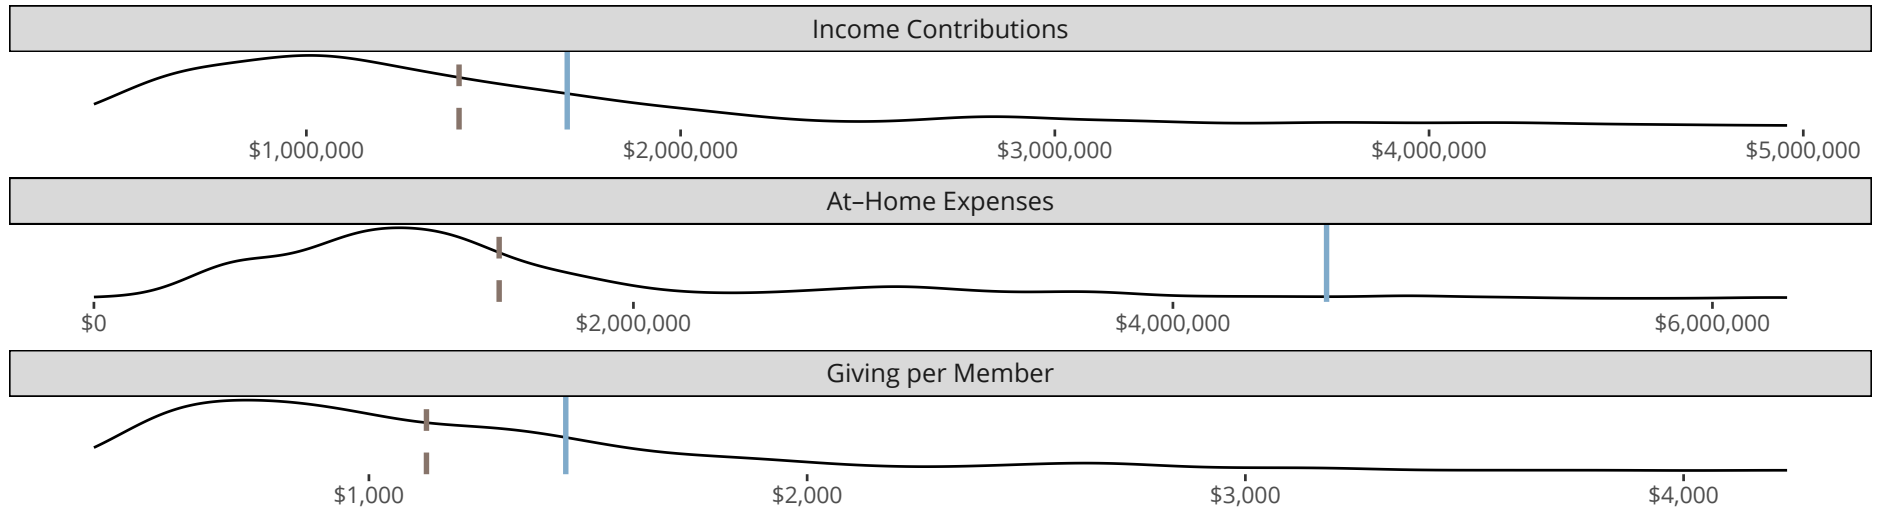 Income Contributions
$1,000,000 $2,000,000 $3,000,000 $4,000,000 $5,000,000
At–Home Expenses
$0 $2,000,000 $4,000,000 $6,000,000
Giving per Member
$1,000 $2,000 $3,000 $4,000